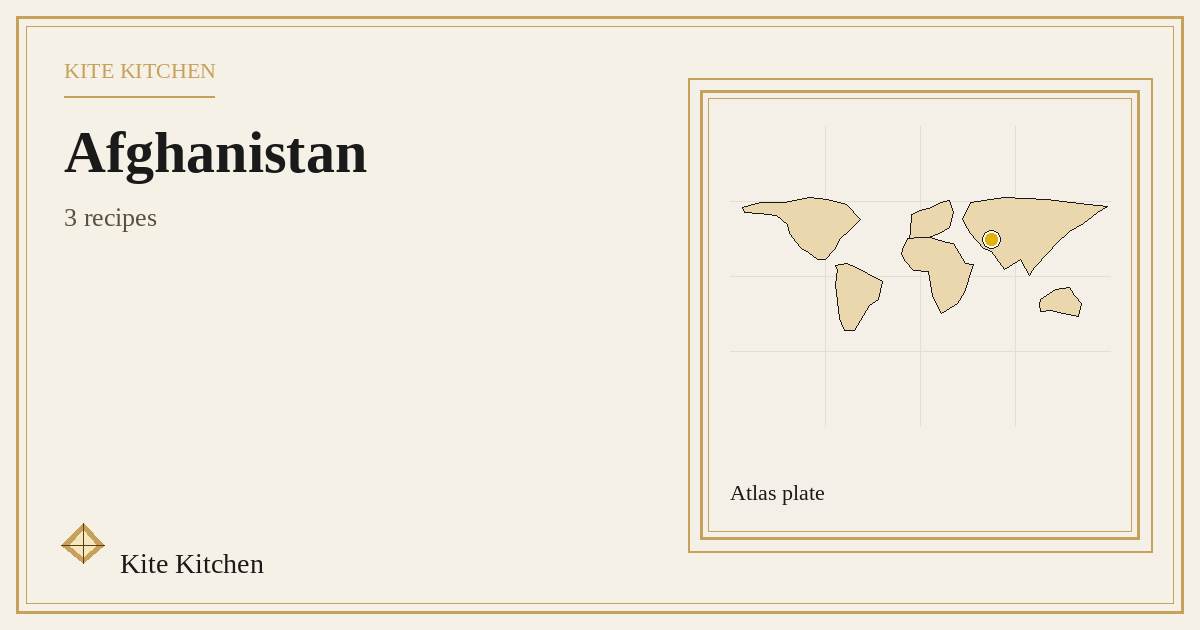 KITE KITCHEN
Afghanistan
3 recipes
Atlas plate
Kite Kitchen